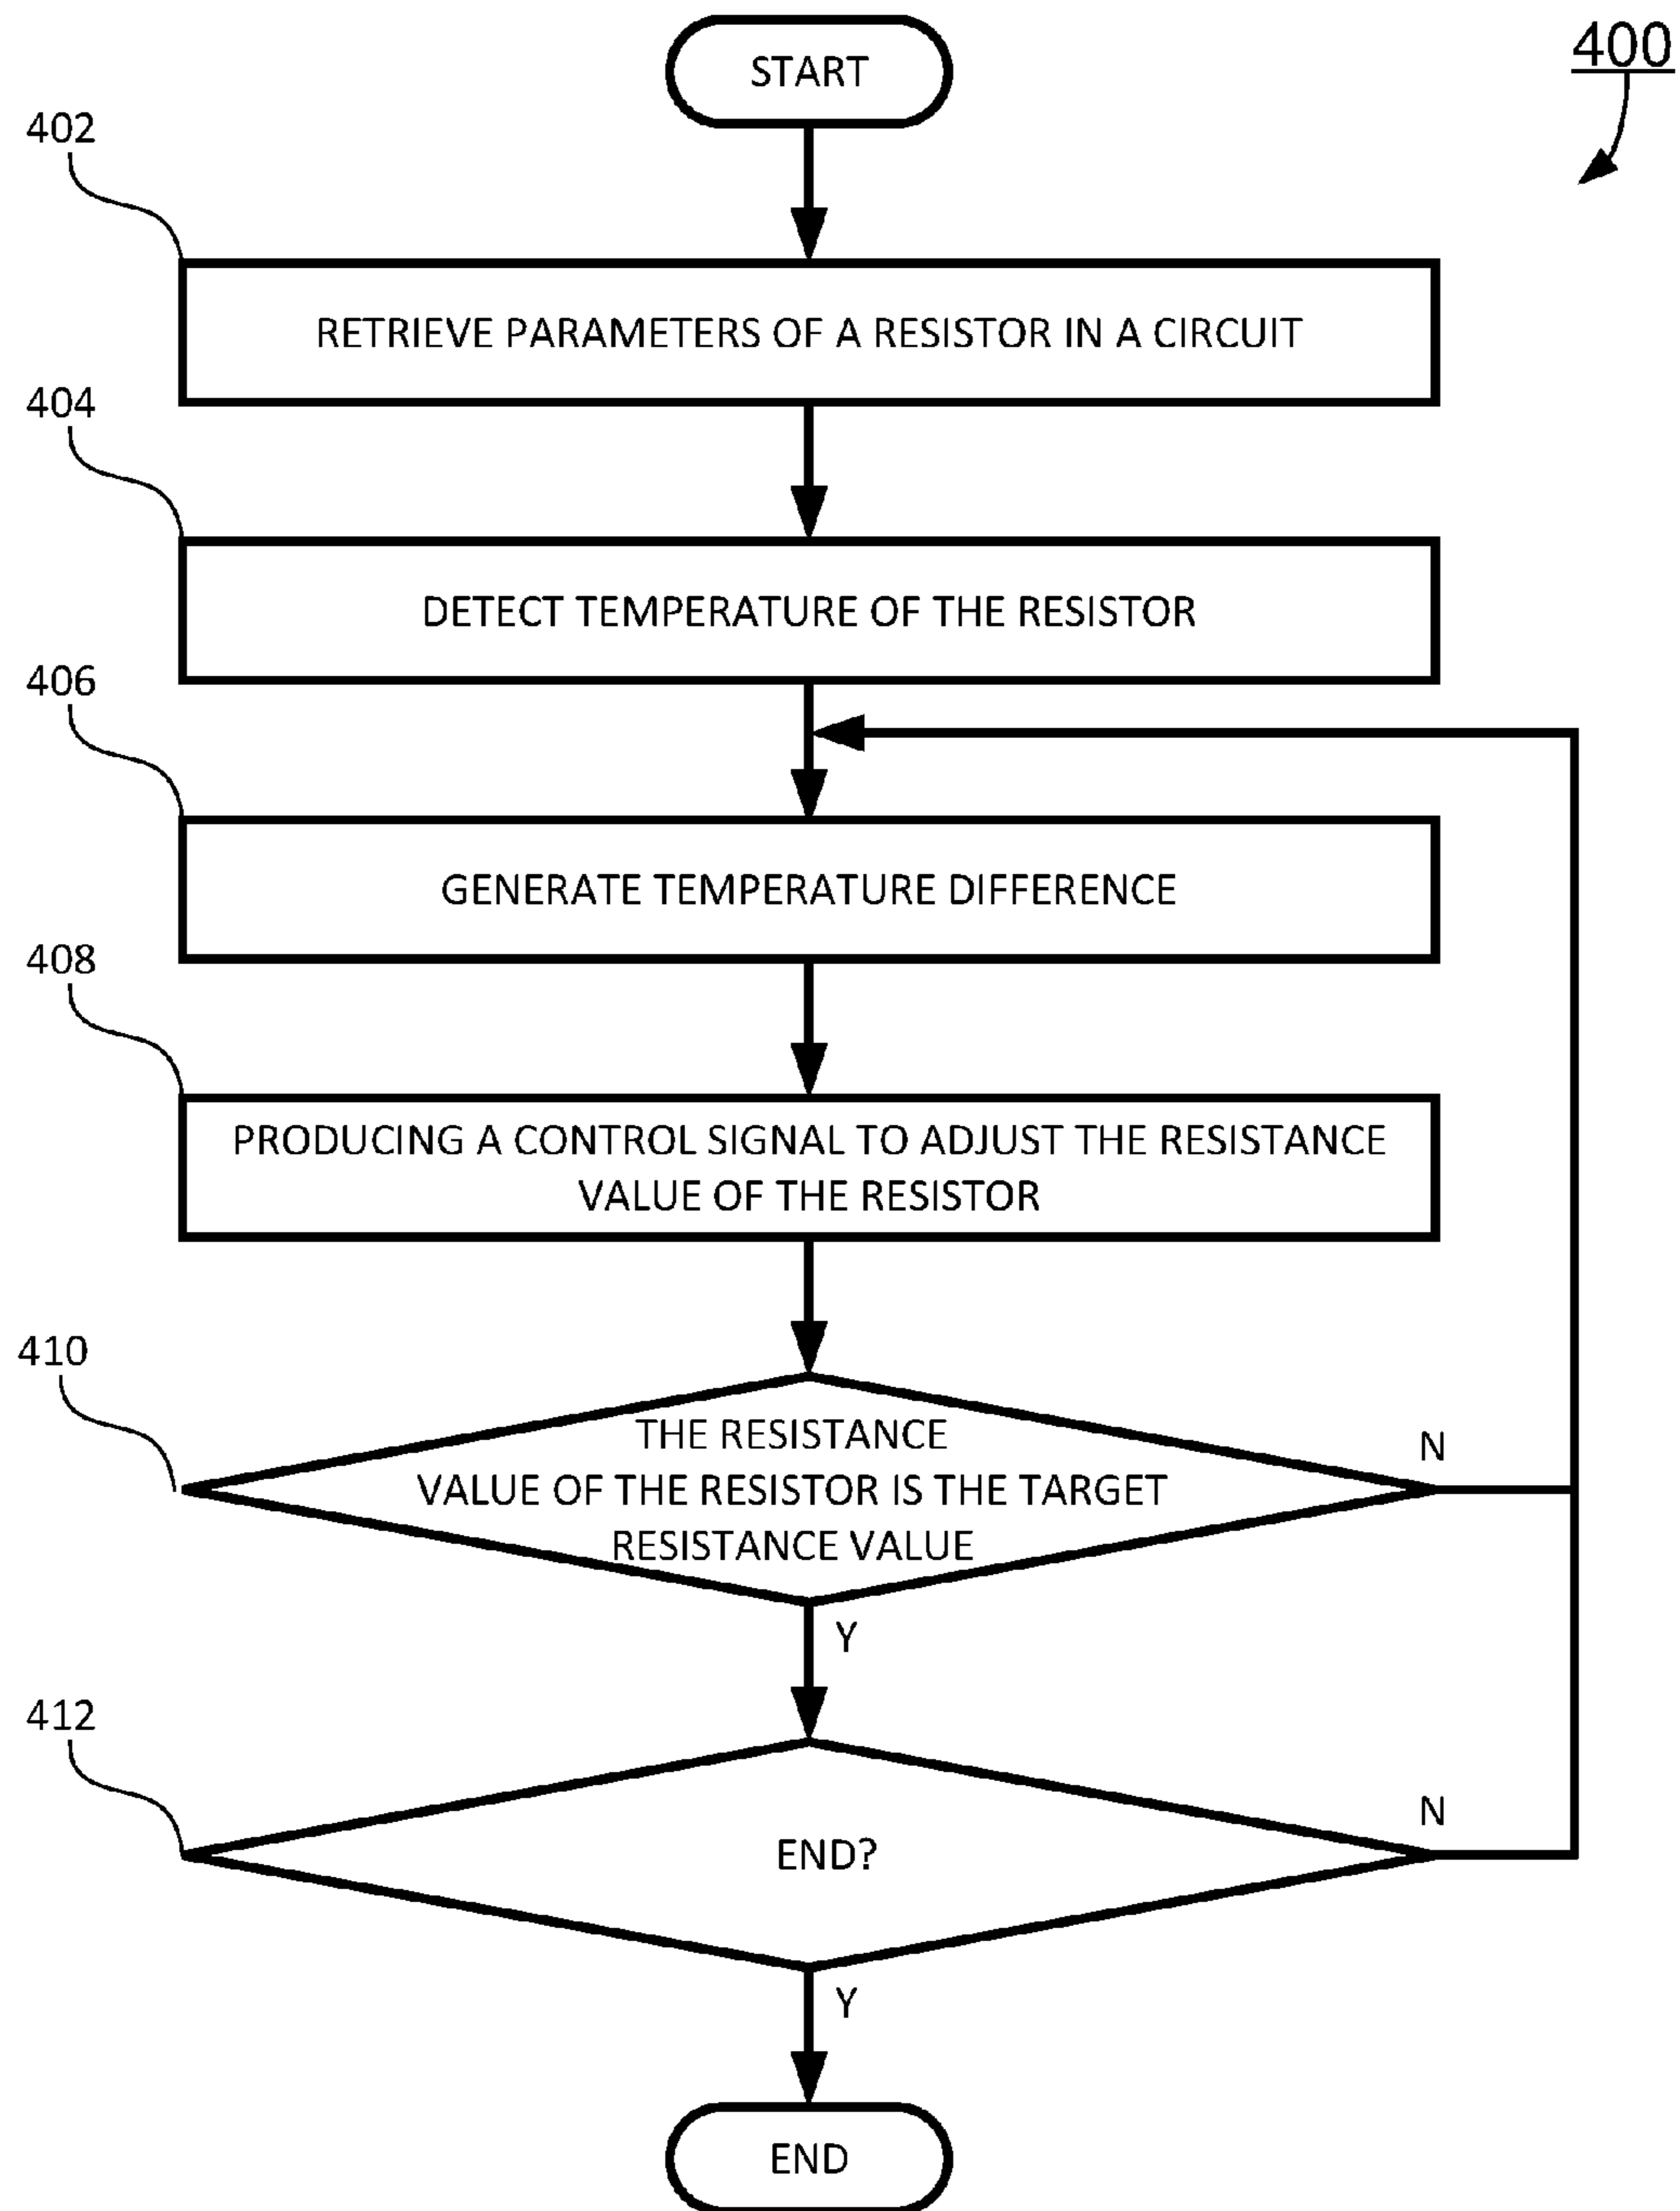 START
400
402
RETRIEVE PARAMETERS OF A RESISTOR IN A CIRCUIT
404
DETECT TEMPERATURE OF THE RESISTOR
406
GENERATE TEMPERATURE DIFFERENCE
408
PRODUCING A CONTROL SIGNAL TO ADJUST THE RESISTANCE
VALUE OF THE RESISTOR
410
THE RESISTANCE
VALUE OF THE RESISTOR IS THE TARGET
RESISTANCE VALUE
N
Y
412
END?
N
Y
END